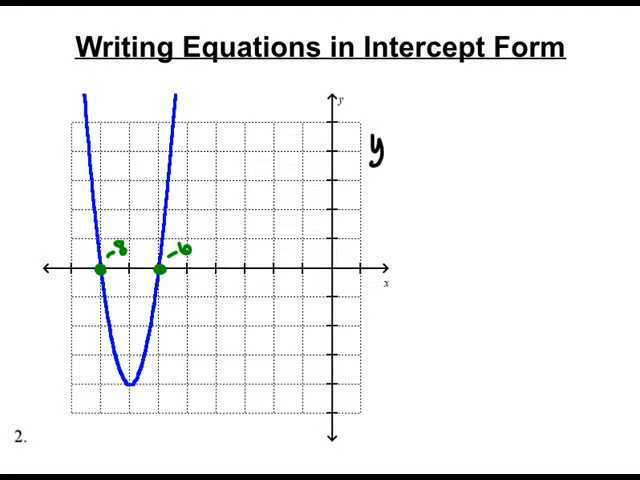 Writing Equations in Intercept Form
y
y
-8
-6
x
2.